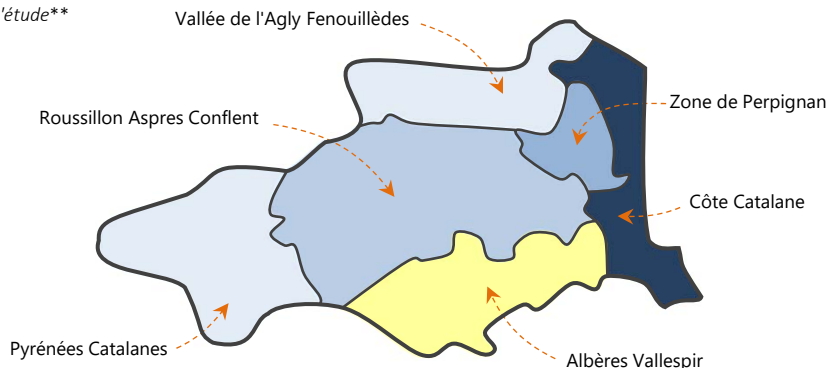 'étude**
Vallée de l'Agly Fenouillèdes
Zone de Perpignan
Roussillon Aspres Conflent
Côte Catalane
Pyrénées Catalanes
Albères Vallespir